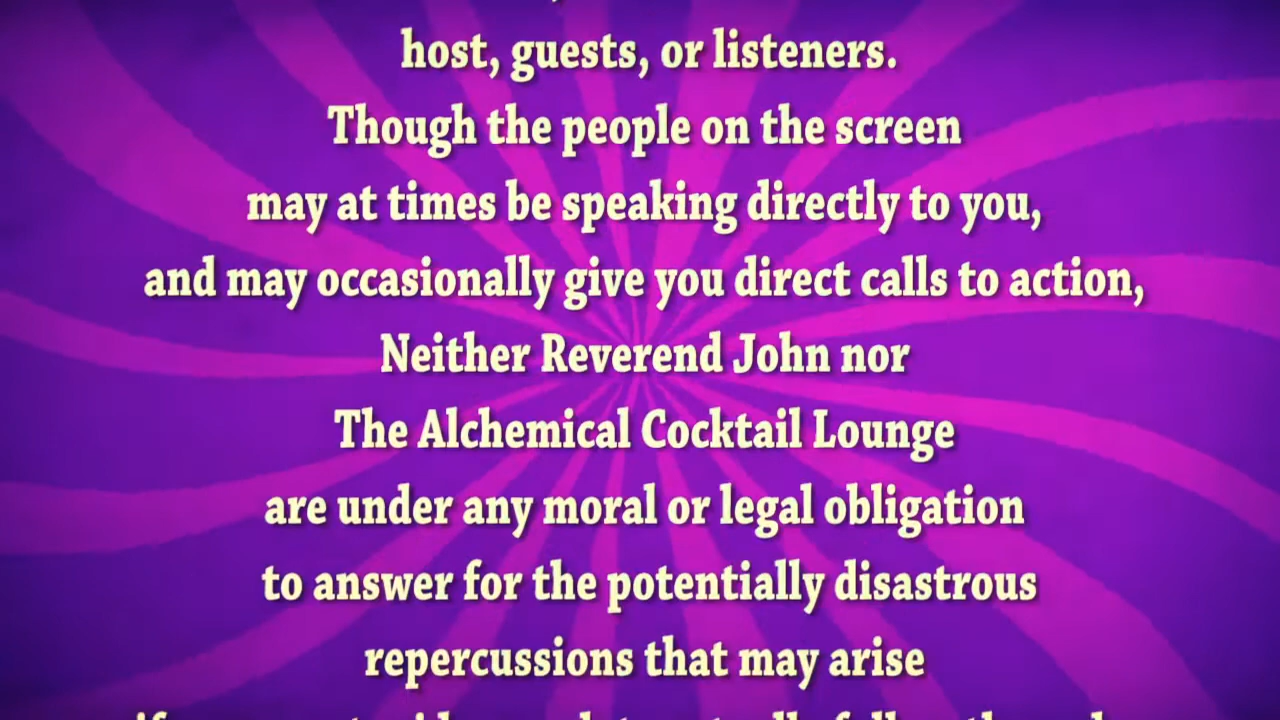 host, guests, or listeners.
Though the people on the screen
may at times be speaking directly to you,
and may occasionally give you direct calls to action,
Neither Reverend John nor
The Alchemical Cocktail Lounge
are under any moral or legal obligation
to answer for the potentially disastrous
repercussions that may arise